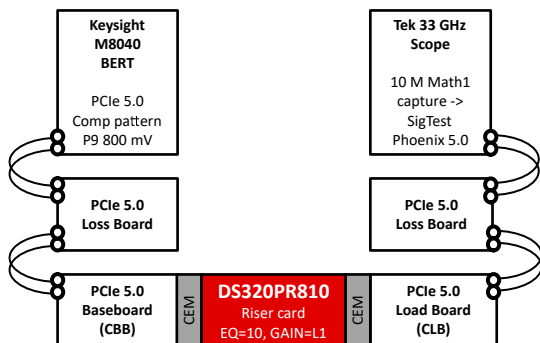 Keysight
M8040
BERT
PCIe 5.0
Comp pattern
P9 800 mV
Tek 33 GHz
Scope
10 M Math1
capture ->
SigTest
Phoenix 5.0
PCIe 5.0
Loss Board
PCIe 5.0
Loss Board
PCIe 5.0
Baseboard
(CBB)
CEM
DS320PR810
Riser card
EQ=10, GAIN=L1
CEM
PCIe 5.0
Load Board
(CLB)